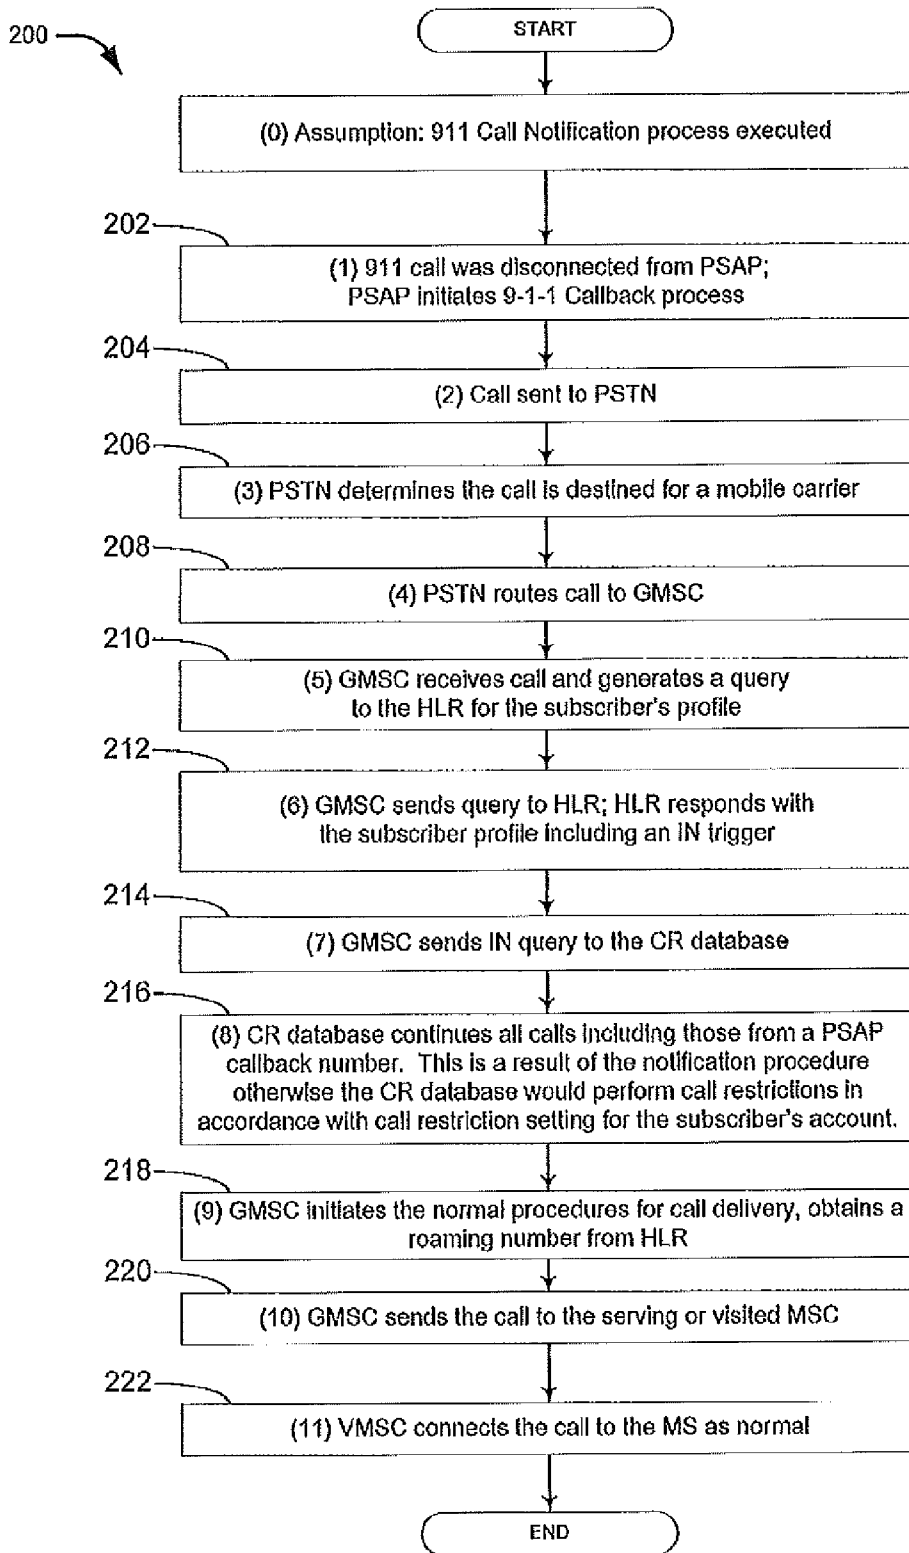 200
START
(0) Assumption: 911 Call Notification process executed
202
(1) 911 call was disconnected from PSAP;
PSAP initiates 9-1-1 Callback process
204
(2) Call sent to PSTN
206
(3) PSTN determines the call is destined for a mobile carrier
208
(4) PSTN routes call to GMSC
210
(5) GMSC receives call and generates a query
to the HLR for the subscriber's profile
212
(6) GMSC sends query to HLR; HLR responds with
the subscriber profile including an IN trigger
214
(7) GMSC sends IN query to the CR database
216
(8) CR database continues all calls including those from a PSAP
callback number. This is a result of the notification procedure
otherwise the CR database would perform call restrictions in
accordance with call restriction setting for the subscriber's account.
218
(9) GMSC initiates the normal procedures for call delivery, obtains a
roaming number from HLR
220
(10) GMSC sends the call to the serving or visited MSC
222
(11) VMSC connects the call to the MS as normal
END